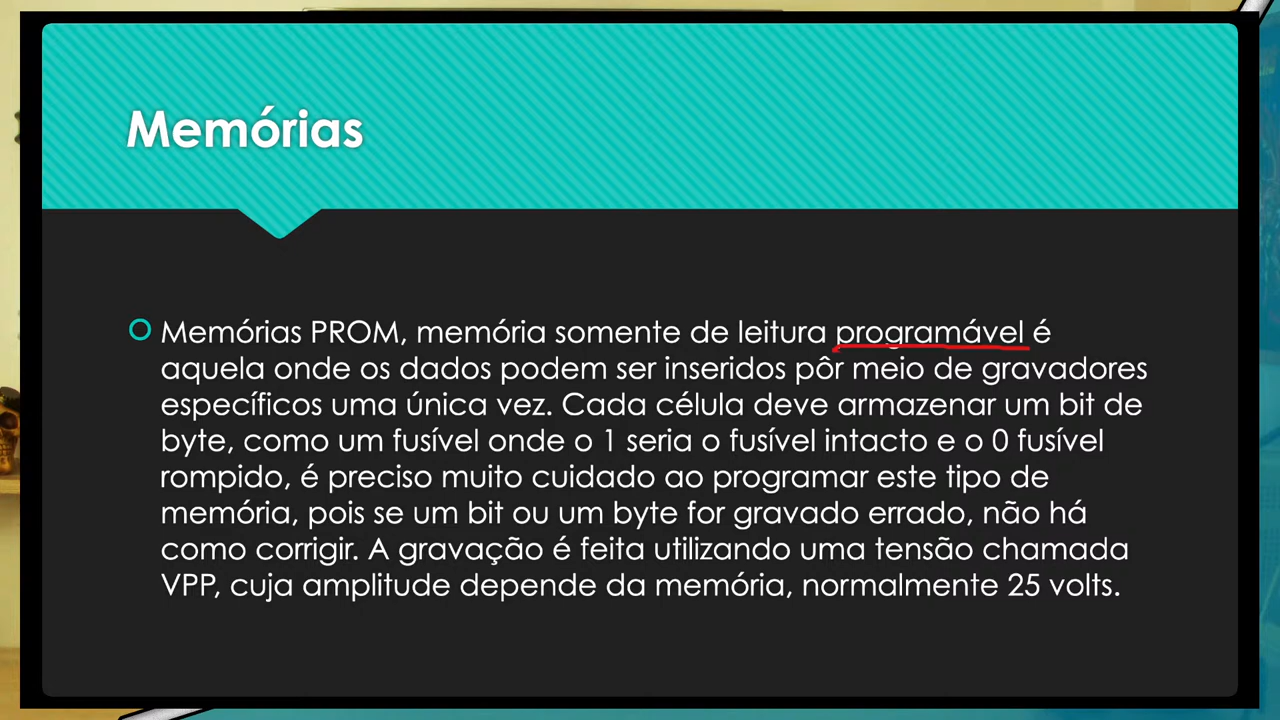 Memórias
Memórias PROM, memória somente de leitura programável é
aquela onde os dados podem ser inseridos pôr meio de gravadores
específicos uma única vez. Cada célula deve armazenar um bit de
byte, como um fusível onde o 1 seria o fusível intacto e o 0 fusível
rompido, é preciso muito cuidado ao programar este tipo de
memória, pois se um bit ou um byte for gravado errado, não há
como corrigir. A gravação é feita utilizando uma tensão chamada
VPP, cuja amplitude depende da memória, normalmente 25 volts.